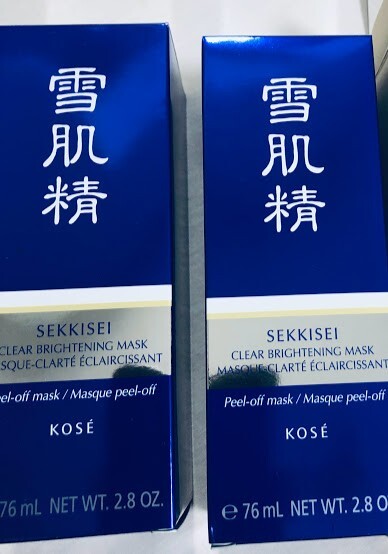 雪肌精
SEKKISEI
CLEAR BRIGHTENING MASK
MASQUE-CLARTÉ ÉCLAIRCISSANT
Peel-off mask / Masque peel-off
KOSÉ
76 mL NET WT. 2.8 OZ.
雪肌精
SEKKISEI
CLEAR BRIGHTENING MASK
MASQUE-CLARTÉ ÉCLAIRCISSANT
Peel-off mask / Masque peel-off
KOSÉ
℮ 76 mL NET WT. 2.8 O